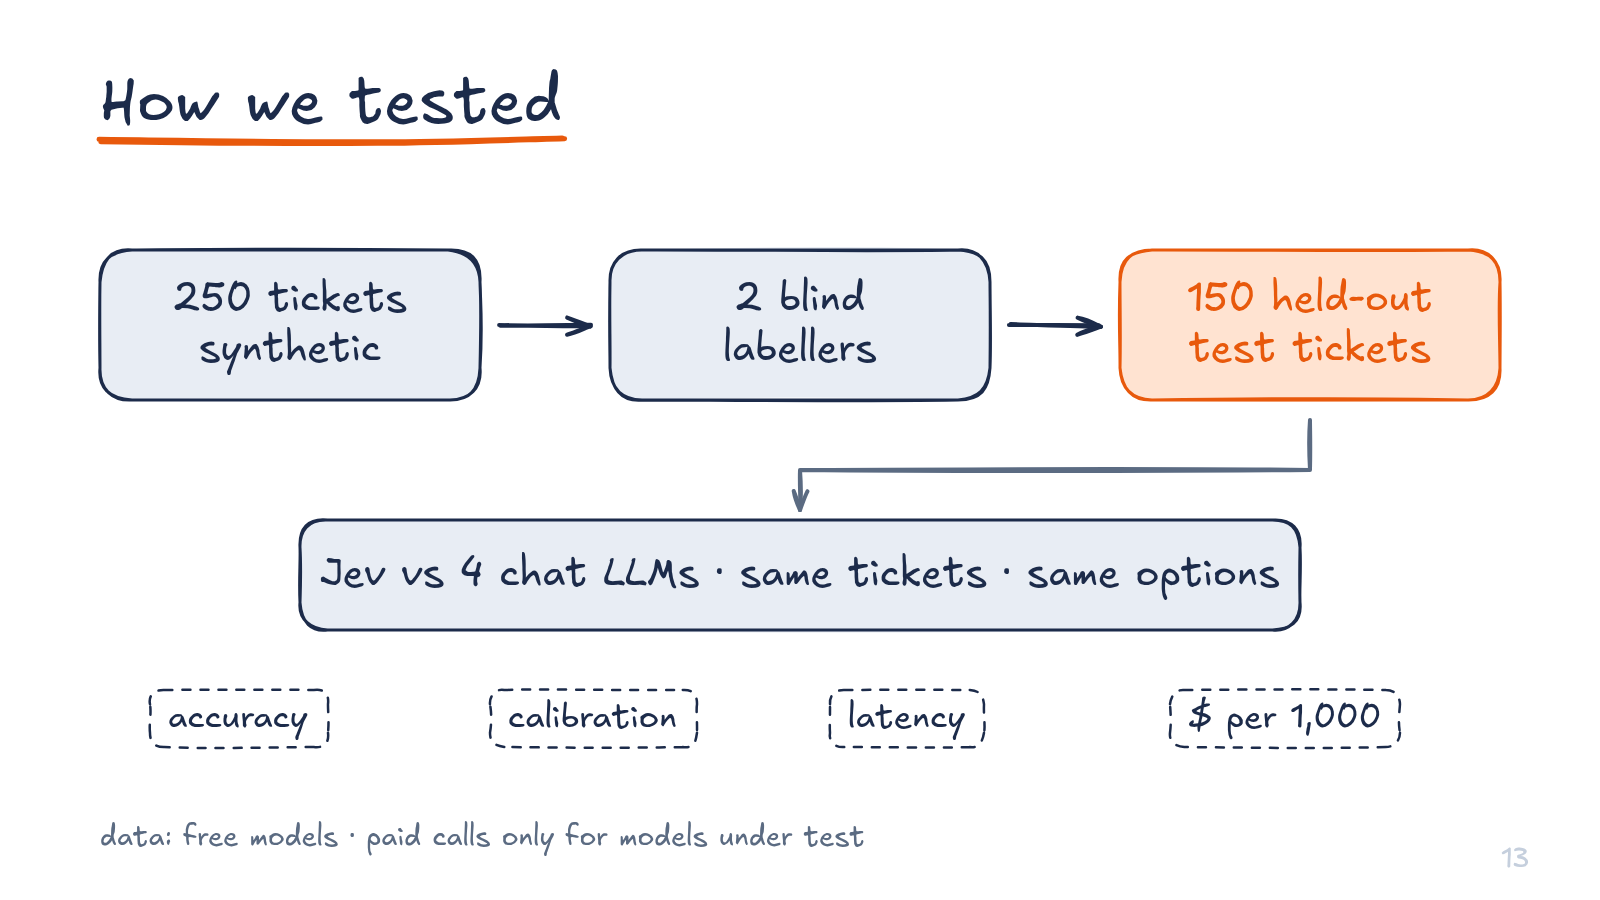 How we tested
250 tickets
synthetic
2 blind
labellers
150 held-out
test tickets
Jev vs 4 chat LLMs · same tickets · same options
accuracy
calibration
latency
$ per 1,000
data: free models · paid calls only for models under test
13